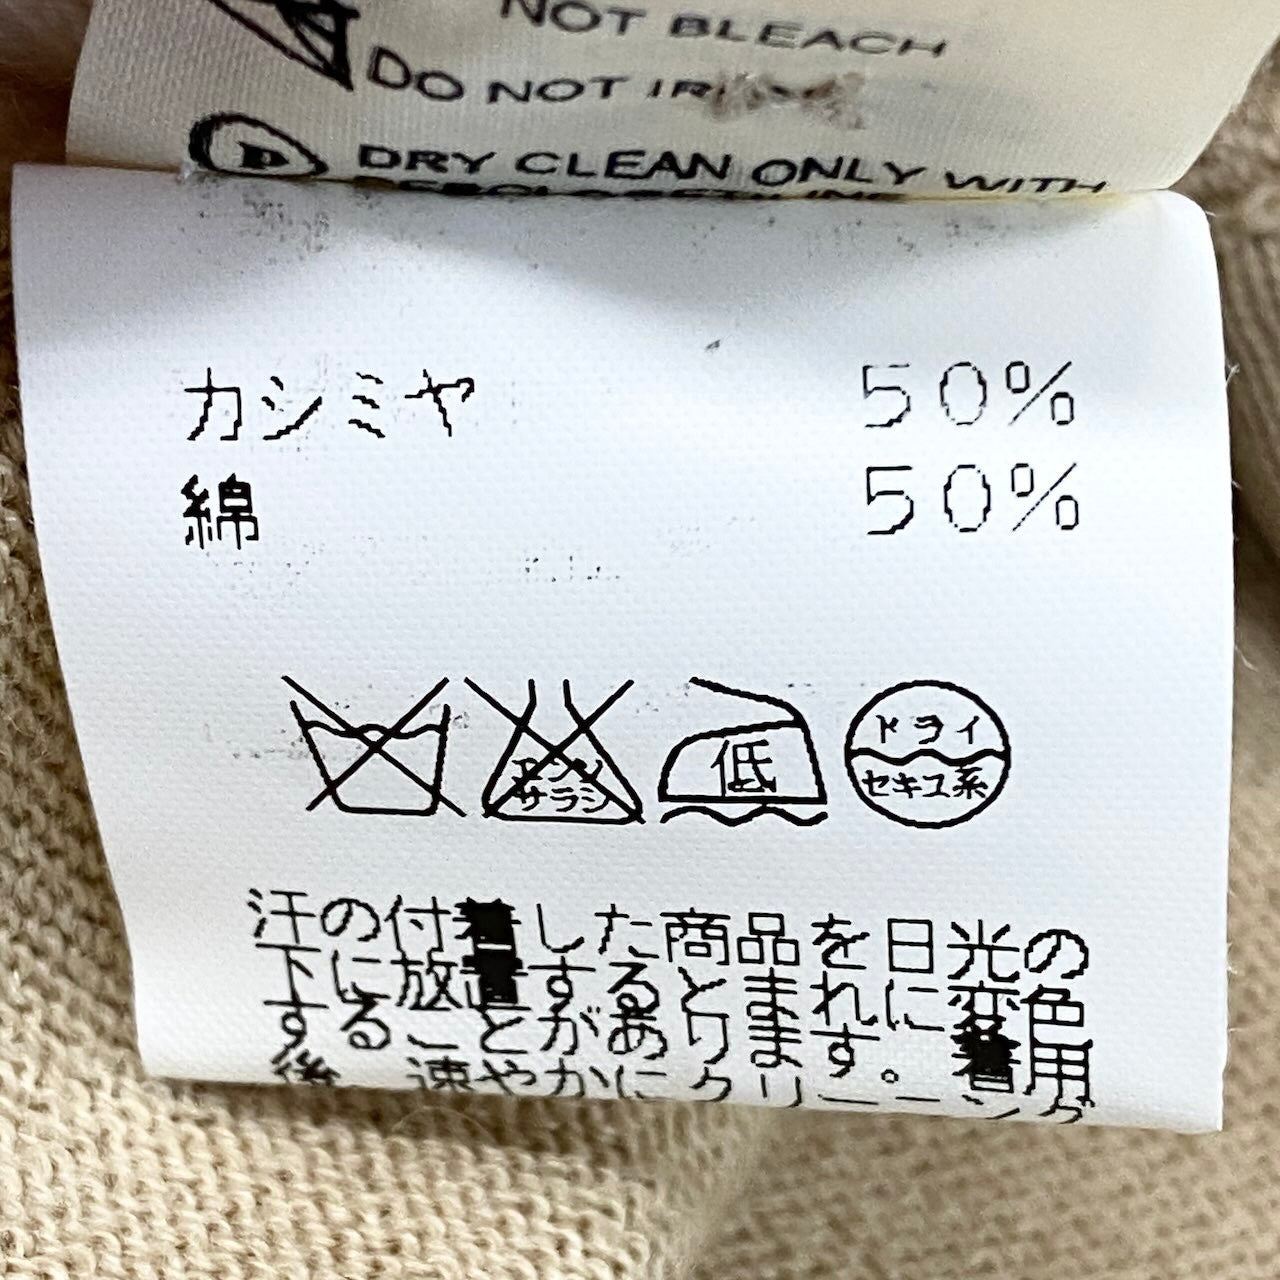 NOT BLEACH
DO NOT
P
DRY CLEAN ONLY WITH
カシミヤ 50%
綿 50%
エンソ
サラシ
低
ドライ
セキユ系
汗の付着した商品を日光の
下に放置するとまれに変色
することがあります。着用
後、速やかにクリーニング